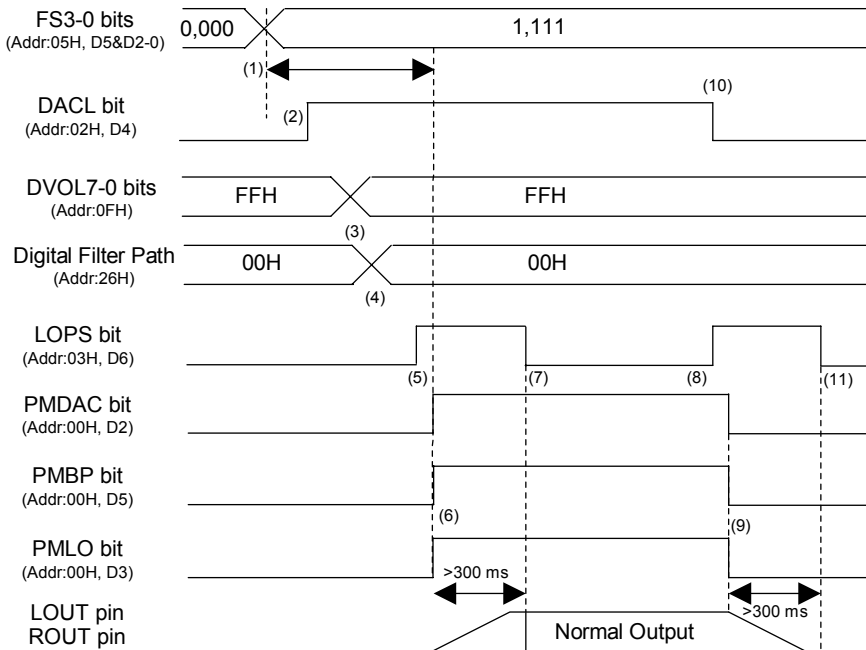 FS3-0 bits
(Addr:05H, D5&D2-0)
0,000
1,111
(1)
(10)
DACL bit
(Addr:02H, D4)
(2)
DVOL7-0 bits
(Addr:0FH)
FFH
FFH
(3)
Digital Filter Path
(Addr:26H)
00H
00H
(4)
LOPS bit
(Addr:03H, D6)
(5)
(7)
(8)
(11)
PMDAC bit
(Addr:00H, D2)
PMBP bit
(Addr:00H, D5)
(6)
(9)
PMLO bit
(Addr:00H, D3)
>300 ms
>300 ms
LOUT pin
ROUT pin
Normal Output